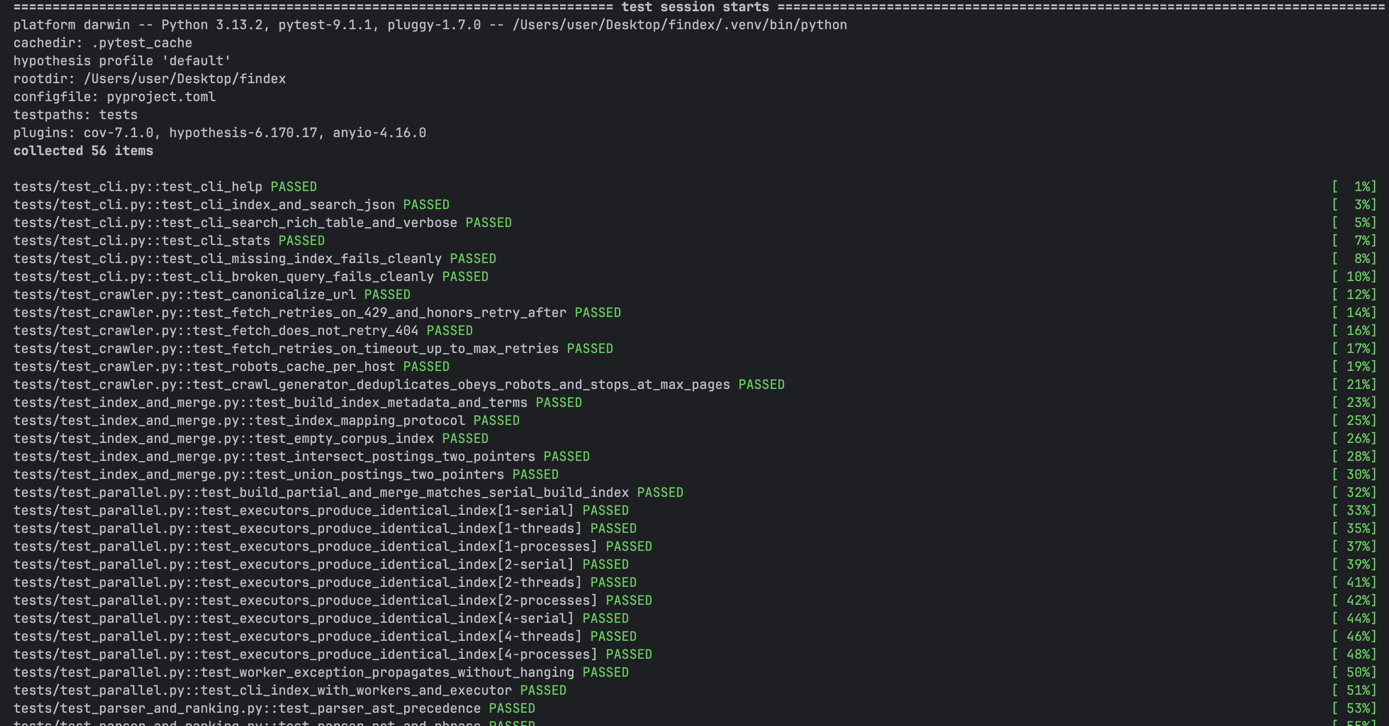 ============================================================================= test session starts ==============================================================================
platform darwin -- Python 3.13.2, pytest-9.1.1, pluggy-1.7.0 -- /Users/user/Desktop/findex/.venv/bin/python
cachedir: .pytest_cache
hypothesis profile 'default'
rootdir: /Users/user/Desktop/findex
configfile: pyproject.toml
testpaths: tests
plugins: cov-7.1.0, hypothesis-6.170.17, anyio-4.16.0
collected 56 items
tests/test_cli.py::test_cli_help PASSED [  1%]
tests/test_cli.py::test_cli_index_and_search_json PASSED [  3%]
tests/test_cli.py::test_cli_search_rich_table_and_verbose PASSED [  5%]
tests/test_cli.py::test_cli_stats PASSED [  7%]
tests/test_cli.py::test_cli_missing_index_fails_cleanly PASSED [  8%]
tests/test_cli.py::test_cli_broken_query_fails_cleanly PASSED [ 10%]
tests/test_crawler.py::test_canonicalize_url PASSED [ 12%]
tests/test_crawler.py::test_fetch_retries_on_429_and_honors_retry_after PASSED [ 14%]
tests/test_crawler.py::test_fetch_does_not_retry_404 PASSED [ 16%]
tests/test_crawler.py::test_fetch_retries_on_timeout_up_to_max_retries PASSED [ 17%]
tests/test_crawler.py::test_robots_cache_per_host PASSED [ 19%]
tests/test_crawler.py::test_crawl_generator_deduplicates_obeys_robots_and_stops_at_max_pages PASSED [ 21%]
tests/test_index_and_merge.py::test_build_index_metadata_and_terms PASSED [ 23%]
tests/test_index_and_merge.py::test_index_mapping_protocol PASSED [ 25%]
tests/test_index_and_merge.py::test_empty_corpus_index PASSED [ 26%]
tests/test_index_and_merge.py::test_intersect_postings_two_pointers PASSED [ 28%]
tests/test_index_and_merge.py::test_union_postings_two_pointers PASSED [ 30%]
tests/test_parallel.py::test_build_partial_and_merge_matches_serial_build_index PASSED [ 32%]
tests/test_parallel.py::test_executors_produce_identical_index[1-serial] PASSED [ 33%]
tests/test_parallel.py::test_executors_produce_identical_index[1-threads] PASSED [ 35%]
tests/test_parallel.py::test_executors_produce_identical_index[1-processes] PASSED [ 37%]
tests/test_parallel.py::test_executors_produce_identical_index[2-serial] PASSED [ 39%]
tests/test_parallel.py::test_executors_produce_identical_index[2-threads] PASSED [ 41%]
tests/test_parallel.py::test_executors_produce_identical_index[2-processes] PASSED [ 42%]
tests/test_parallel.py::test_executors_produce_identical_index[4-serial] PASSED [ 44%]
tests/test_parallel.py::test_executors_produce_identical_index[4-threads] PASSED [ 46%]
tests/test_parallel.py::test_executors_produce_identical_index[4-processes] PASSED [ 48%]
tests/test_parallel.py::test_worker_exception_propagates_without_hanging PASSED [ 50%]
tests/test_parallel.py::test_cli_index_with_workers_and_executor PASSED [ 51%]
tests/test_parser_and_ranking.py::test_parser_ast_precedence PASSED [ 53%]
tests/test_parser_and_ranking.py::test_parser_not_and_phrase PASSED [ 55%]